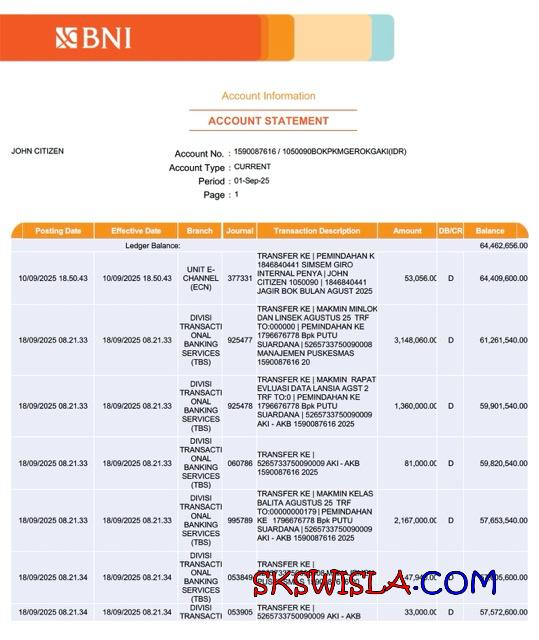 BNI
Account Information
ACCOUNT STATEMENT
JOHN CITIZEN
Account No. : 1590087616 / 1050090BOKPKMGEROKGAKI(IDR)
Account Type : CURRENT
Period : 01-Sep-25
Page : 1
Posting Date Effective Date Branch Journal Transaction Description Amount DB/CR Balance
Ledger Balance: 64,462,656.00
10/09/2025 18.50.43 10/09/2025 18.50.43
UNIT E-
CHANNEL
(ECN)
377331
TRANSFER KE | PEMINDAHAN K
1846840441 SIMSEM GIRO
INTERNAL PENYA | JOHN
CITIZEN 1050090 | 1846840441
JAGIR BOK BULAN AGUST 2025
53,056.00 D 64,409,600.00
18/09/2025 08.21.33 18/09/2025 08.21.33
DIVISI
TRANSACTI
ONAL
BANKING
SERVICES
(TBS)
925477
TRANSFER KE | MAKMIN MINLOK
DAN LINSEK AGUSTUS 25 TRF
TO:000000 | PEMINDAHAN KE
1796676778 Bpk PUTU
SUARDANA | 5265733750090008
MANAJEMEN PUSKESMAS
1590087616 20
3,148,060.00 D 61,261,540.00
18/09/2025 08.21.33 18/09/2025 08.21.33
DIVISI
TRANSACTI
ONAL
BANKING
SERVICES
(TBS)
925478
TRANSFER KE | MAKMIN RAPAT
EVLUASI DATA LANSIA AGST 2
TRF TO:0 | PEMINDAHAN KE
1796676778 Bpk PUTU
SUARDANA | 5265733750090009
AKI - AKB 1590087616 2025
1,360,000.00 D 59,901,540.00
18/09/2025 08.21.33 18/09/2025 08.21.33
DIVISI
TRANSACTI
ONAL
BANKING
SERVICES
(TBS)
060786
TRANSFER KE |
5265733750090009 AKI - AKB
1590087616 2025
81,000.00 D 59,820,540.00
18/09/2025 08.21.33 18/09/2025 08.21.33
DIVISI
TRANSACTI
ONAL
BANKING
SERVICES
(TBS)
995789
TRANSFER KE | MAKMIN KELAS
BALITA AGUSTUS 25 TRF
TO:00000000179 | PEMINDAHAN
KE 1796676778 Bpk PUTU
SUARDANA | 5265733750090009
AKI - AKB 1590087616 2025
2,167,000.00 D 57,653,540.00
18/09/2025 08.21.34 18/09/2025 08.21.34
DIVISI
TRANSACTI
ONAL
BANKING
SERVICES
(TBS)
053849
TRANSFER KE |
D
SKSWISLA.COM
18/09/2025 08.21.34 18/09/2025 08.21.34
DIVISI
TRANSACTI
053905
TRANSFER KE |
5265733750090009 AKI - AKB
33,000.00 D 57,572,600.00